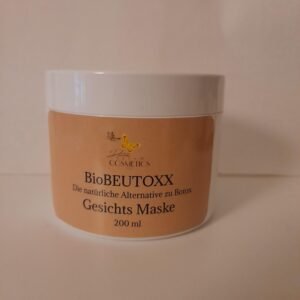 COSMETICS
BioBEUTOXX
Die natürliche Alternative zu Botox
Gesichts Maske
200 ml